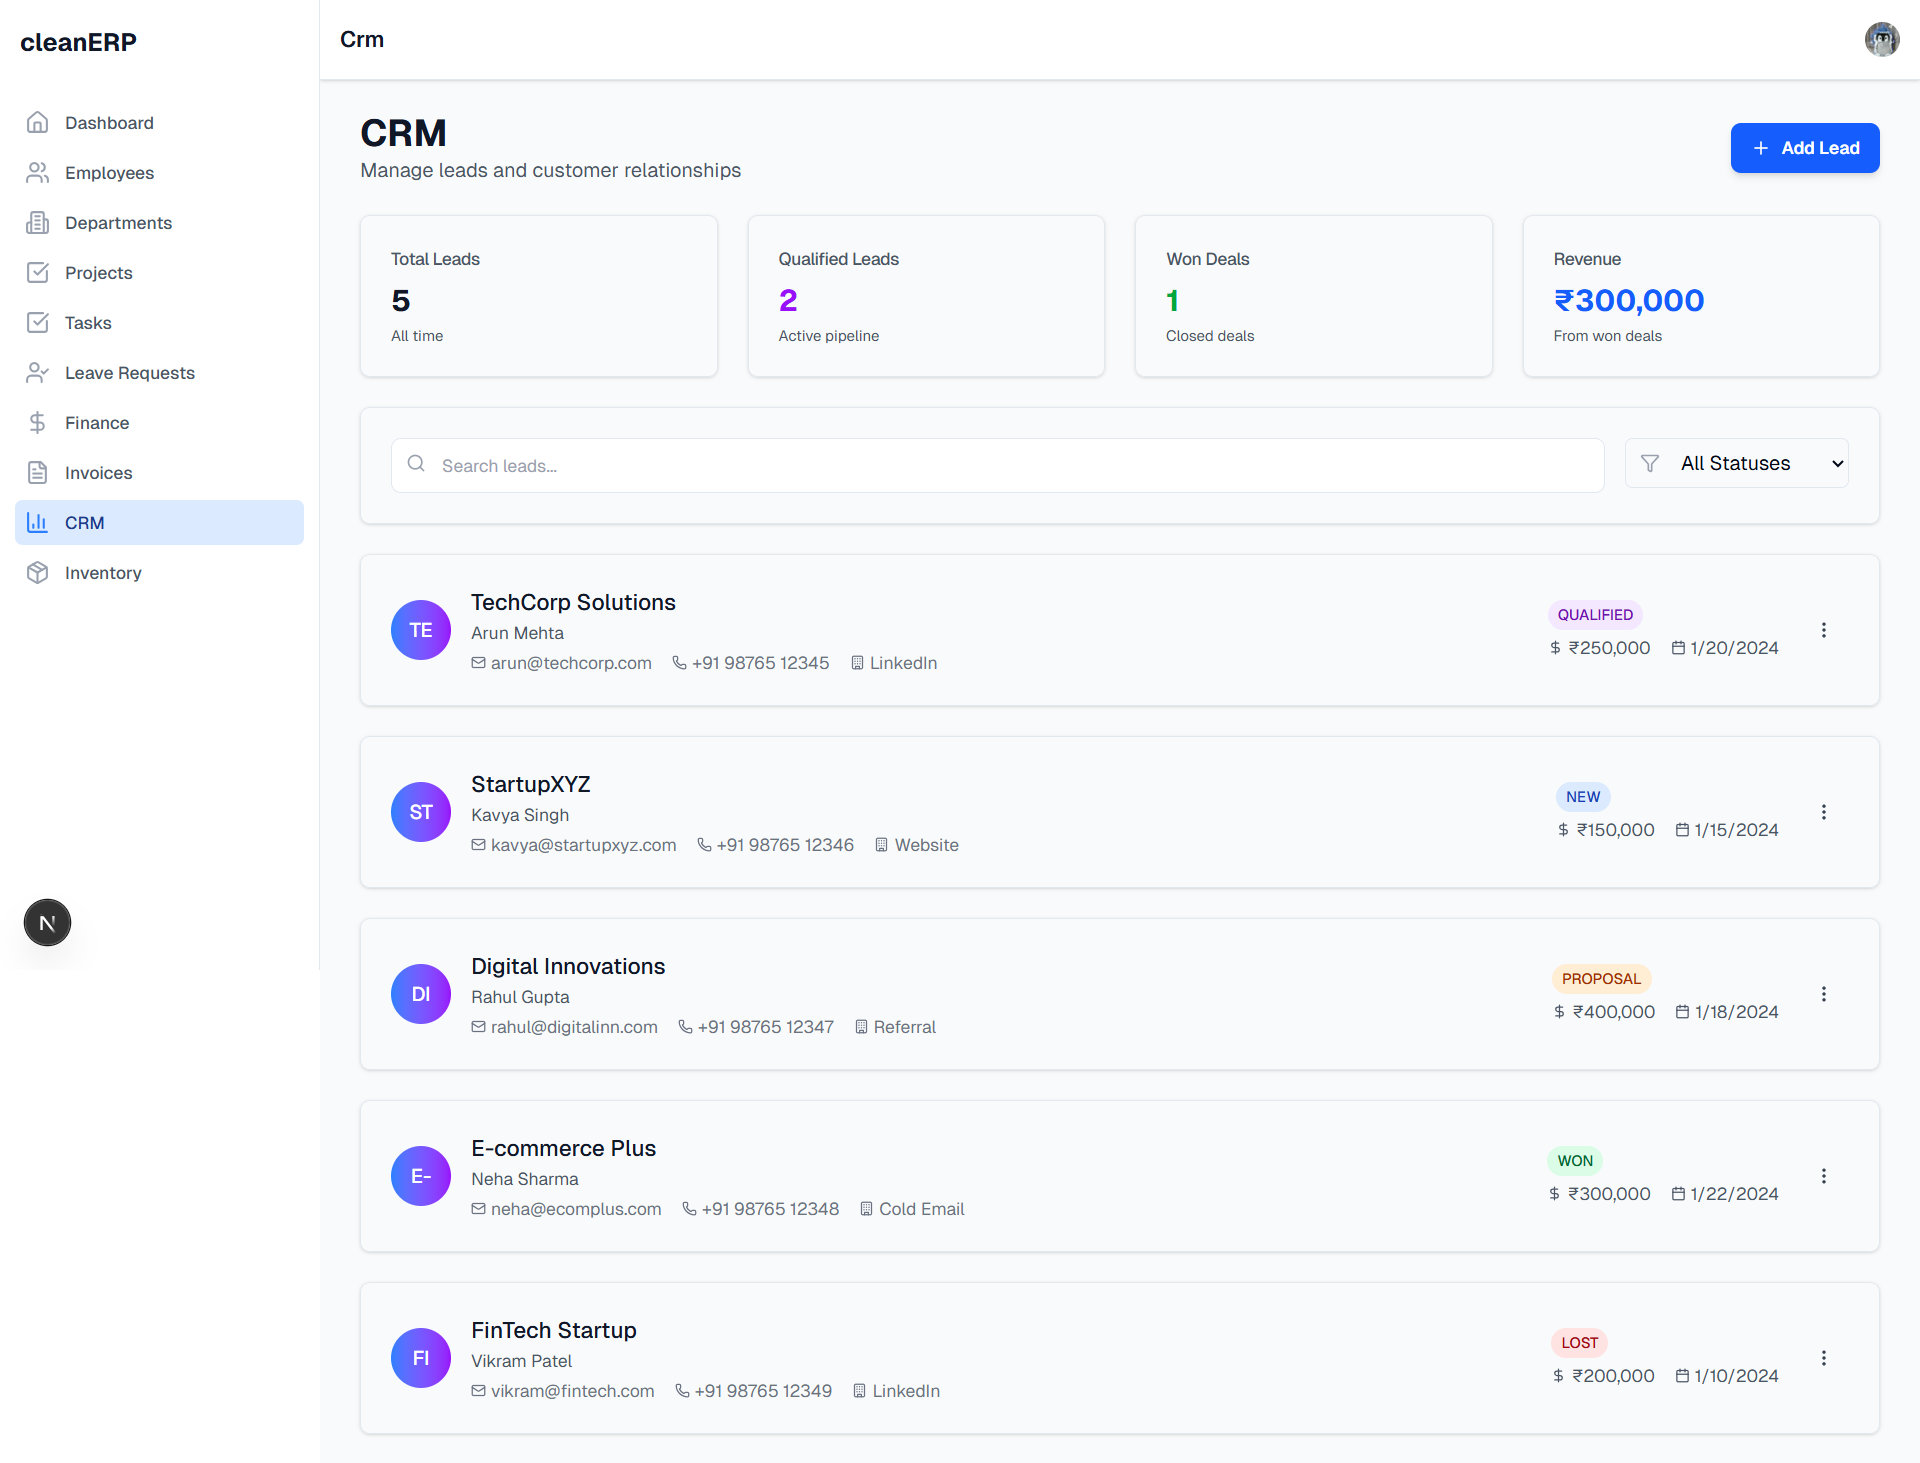 cleanERP
Dashboard
Employees
Departments
Projects
Tasks
Leave Requests
Finance
Invoices
CRM
Inventory
N
Crm
CRM
Manage leads and customer relationships
Add Lead
Total Leads
5
All time
Qualified Leads
2
Active pipeline
Won Deals
1
Closed deals
Revenue
₹300,000
From won deals
Search leads...
All Statuses
TE
TechCorp Solutions
Arun Mehta
arun@techcorp.com +91 98765 12345 LinkedIn
QUALIFIED
$ ₹250,000 1/20/2024
ST
StartupXYZ
Kavya Singh
kavya@startupxyz.com +91 98765 12346 Website
NEW
$ ₹150,000 1/15/2024
DI
Digital Innovations
Rahul Gupta
rahul@digitalinn.com +91 98765 12347 Referral
PROPOSAL
$ ₹400,000 1/18/2024
E-
E-commerce Plus
Neha Sharma
neha@ecomplus.com +91 98765 12348 Cold Email
WON
$ ₹300,000 1/22/2024
FI
FinTech Startup
Vikram Patel
vikram@fintech.com +91 98765 12349 LinkedIn
LOST
$ ₹200,000 1/10/2024